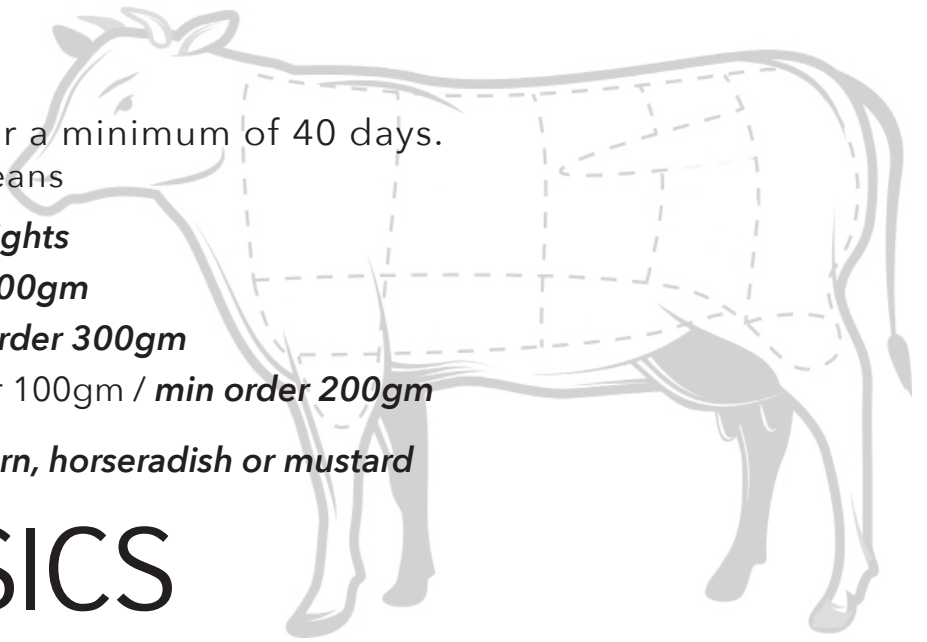 r a minimum of 40 days.
eans
ghts
00gm
rder 300gm
r 100gm / min order 200gm
rn, horseradish or mustard
SICS